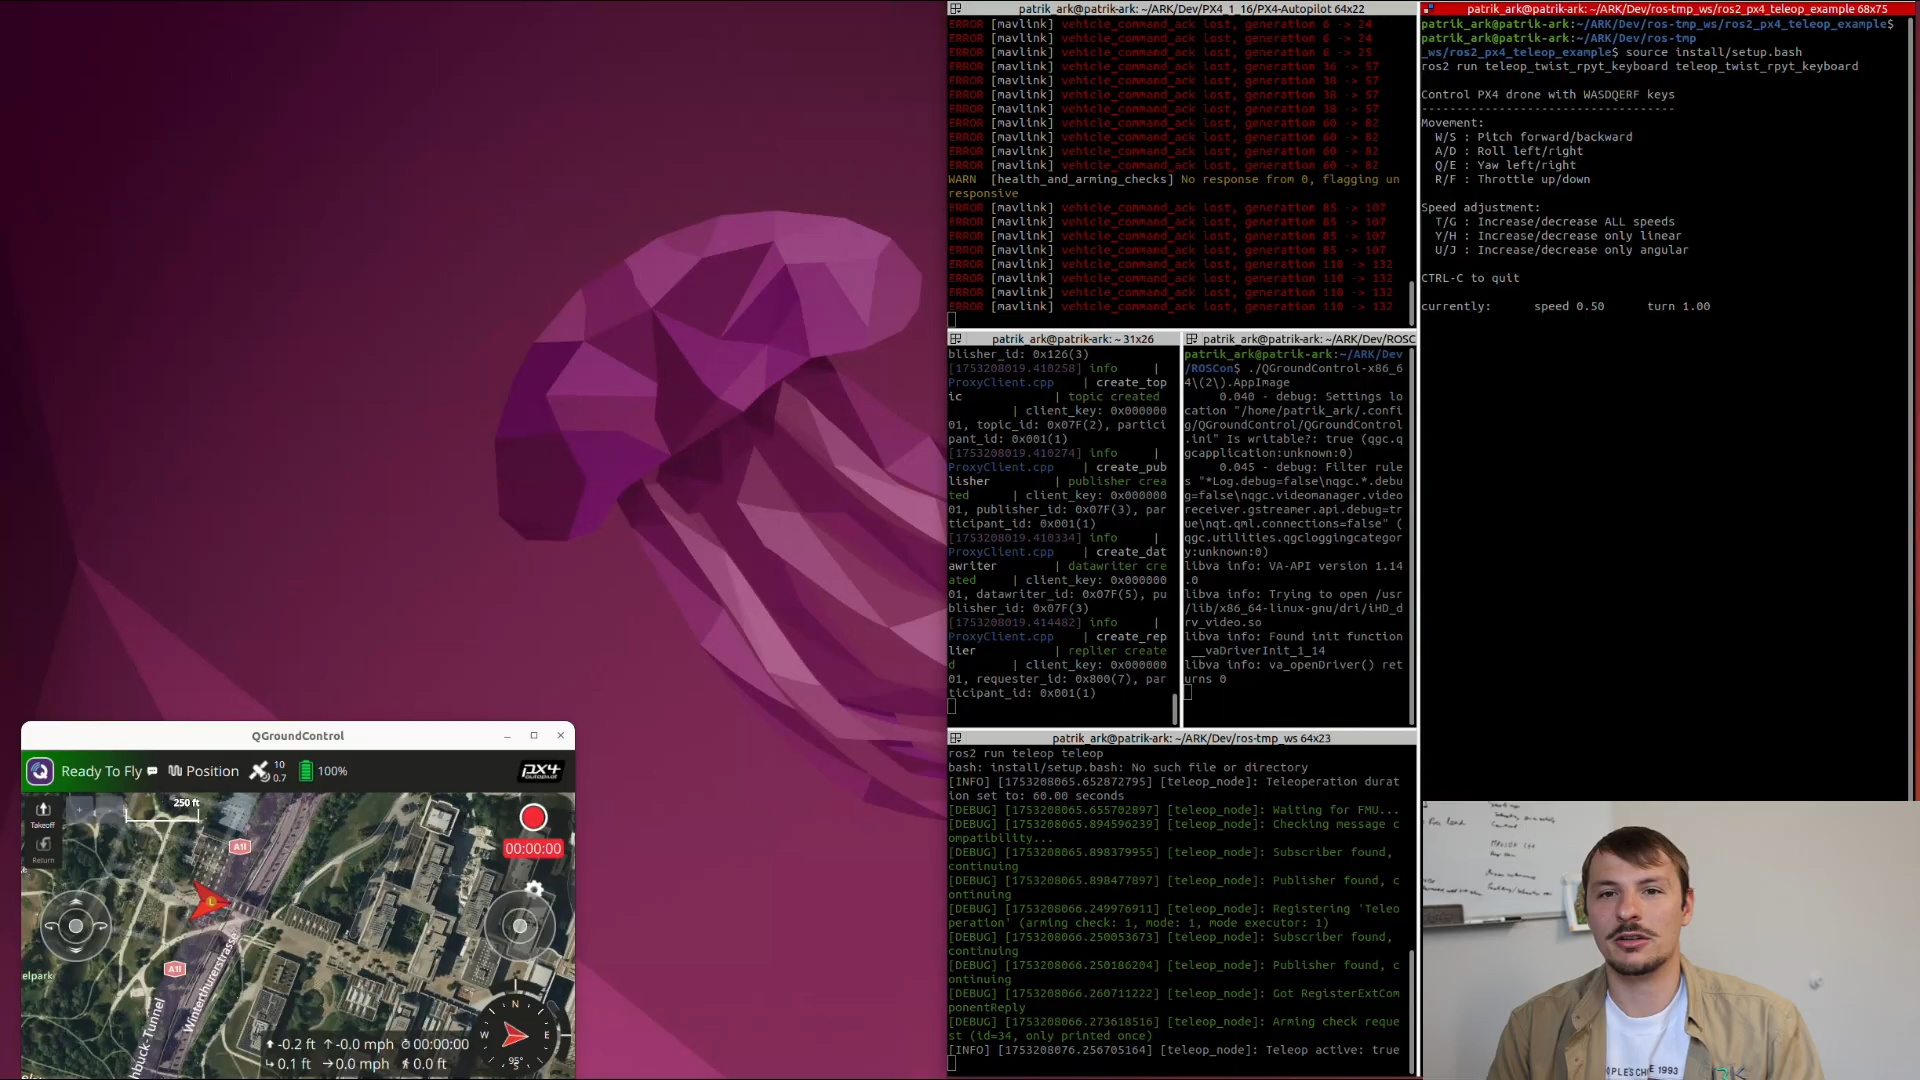 patrik_ark@patrik-ark: ~/ARK/Dev/PX4_1_16/PX4-Autopilot 64x22
ERROR [mavlink] vehicle_command_ack lost, generation 6 -> 24
ERROR [mavlink] vehicle_command_ack lost, generation 6 -> 24
ERROR [mavlink] vehicle_command_ack lost, generation 6 -> 25
ERROR [mavlink] vehicle_command_ack lost, generation 36 -> 57
ERROR [mavlink] vehicle_command_ack lost, generation 38 -> 57
ERROR [mavlink] vehicle_command_ack lost, generation 38 -> 57
ERROR [mavlink] vehicle_command_ack lost, generation 38 -> 57
ERROR [mavlink] vehicle_command_ack lost, generation 60 -> 82
ERROR [mavlink] vehicle_command_ack lost, generation 60 -> 82
ERROR [mavlink] vehicle_command_ack lost, generation 60 -> 82
ERROR [mavlink] vehicle_command_ack lost, generation 60 -> 82
WARN [health_and_arming_checks] No response from 0, flagging un
responsive
ERROR [mavlink] vehicle_command_ack lost, generation 85 -> 107
ERROR [mavlink] vehicle_command_ack lost, generation 85 -> 107
ERROR [mavlink] vehicle_command_ack lost, generation 85 -> 107
ERROR [mavlink] vehicle_command_ack lost, generation 85 -> 107
ERROR [mavlink] vehicle_command_ack lost, generation 110 -> 132
ERROR [mavlink] vehicle_command_ack lost, generation 110 -> 132
ERROR [mavlink] vehicle_command_ack lost, generation 110 -> 132
ERROR [mavlink] vehicle_command_ack lost, generation 110 -> 132
patrik_ark@patrik-ark: ~/ARK/Dev/ros-tmp_ws/ros2_px4_teleop_example 68x75
patrik_ark@patrik-ark:~/ARK/Dev/ros-tmp_ws/ros2_px4_teleop_example$
patrik_ark@patrik-ark:~/ARK/Dev/ros-tmp
_ws/ros2_px4_teleop_example$ source install/setup.bash
ros2 run teleop_twist_rpyt_keyboard teleop_twist_rpyt_keyboard
Control PX4 drone with WASDQERF keys
------------------------------------
Movement:
W/S : Pitch forward/backward
A/D : Roll left/right
Q/E : Yaw left/right
R/F : Throttle up/down
Speed adjustment:
T/G : Increase/decrease ALL speeds
Y/H : Increase/decrease only linear
U/J : Increase/decrease only angular
CTRL-C to quit
currently: speed 0.50 turn 1.00
patrik_ark@patrik-ark: ~ 31x26
blisher_id: 0x126(3)
[1753208019.410258] info |
ProxyClient.cpp | create_top
ic | topic created
| client_key: 0x000000
01, topic_id: 0x07F(2), partici
pant_id: 0x001(1)
[1753208019.410274] info |
ProxyClient.cpp | create_pub
lisher | publisher crea
ted | client_key: 0x000000
01, publisher_id: 0x07F(3), par
ticipant_id: 0x001(1)
[1753208019.410334] info |
ProxyClient.cpp | create_dat
awriter | datawriter cre
ated | client_key: 0x000000
01, datawriter_id: 0x07F(5), pu
blisher_id: 0x07F(3)
[1753208019.414482] info |
ProxyClient.cpp | create_rep
lier | replier create
d | client_key: 0x000000
01, requester_id: 0x800(7), par
ticipant_id: 0x001(1)
patrik_ark@patrik-ark: ~/ARK/Dev/ROSC
patrik_ark@patrik-ark:~/ARK/Dev
/ROSCon$ ./QGroundControl-x86_6
4\(2\).AppImage
0.040 - debug: Settings lo
cation "/home/patrik_ark/.confi
g/QGroundControl/QGroundControl
.ini" Is writable?: true (qgc.q
gcapplication:unknown:0)
0.045 - debug: Filter rule
s "*Log.debug=false\nqgc.*.debu
g=false\nqgc.videomanager.video
receiver.gstreamer.api.debug=tr
ue\nqt.qml.connections=false" (
qgc.utilities.qgcloggingcategor
y:unknown:0)
libva info: VA-API version 1.14
.0
libva info: Trying to open /usr
/lib/x86_64-linux-gnu/dri/iHD_d
rv_video.so
libva info: Found init function
__vaDriverInit_1_14
libva info: va_openDriver() ret
urns 0
patrik_ark@patrik-ark: ~/ARK/Dev/ros-tmp_ws 64x23
ros2 run teleop teleop
bash: install/setup.bash: No such file or directory
[INFO] [1753208065.652872795] [teleop_node]: Teleoperation durat
ion set to: 60.00 seconds
[DEBUG] [1753208065.655702897] [teleop_node]: Waiting for FMU...
[DEBUG] [1753208065.894596239] [teleop_node]: Checking message c
ompatibility...
[DEBUG] [1753208065.898379955] [teleop_node]: Subscriber found,
continuing
[DEBUG] [1753208065.898477897] [teleop_node]: Publisher found, c
ontinuing
[DEBUG] [1753208066.249976911] [teleop_node]: Registering 'Teleo
peration' (arming check: 1, mode: 1, mode executor: 1)
[DEBUG] [1753208066.250053673] [teleop_node]: Subscriber found,
continuing
[DEBUG] [1753208066.250186204] [teleop_node]: Publisher found, c
ontinuing
[DEBUG] [1753208066.260711222] [teleop_node]: Got RegisterExtCom
ponentReply
[DEBUG] [1753208066.273618516] [teleop_node]: Arming check reque
st (id=34, only printed once)
[INFO] [1753208076.256705164] [teleop_node]: Teleop active: true
QGroundControl
Ready To Fly Position 10 0.7 100% PX4 autopilot
250 ft
Takeoff
Return
A1l
00:00:00
A1l
elpark
Winterthurerstrasse
hbuck-Tunnel
N
W E
95°
-0.2 ft -0.0 mph 00:00:00
0.1 ft 0.0 mph 0.0 ft
1993